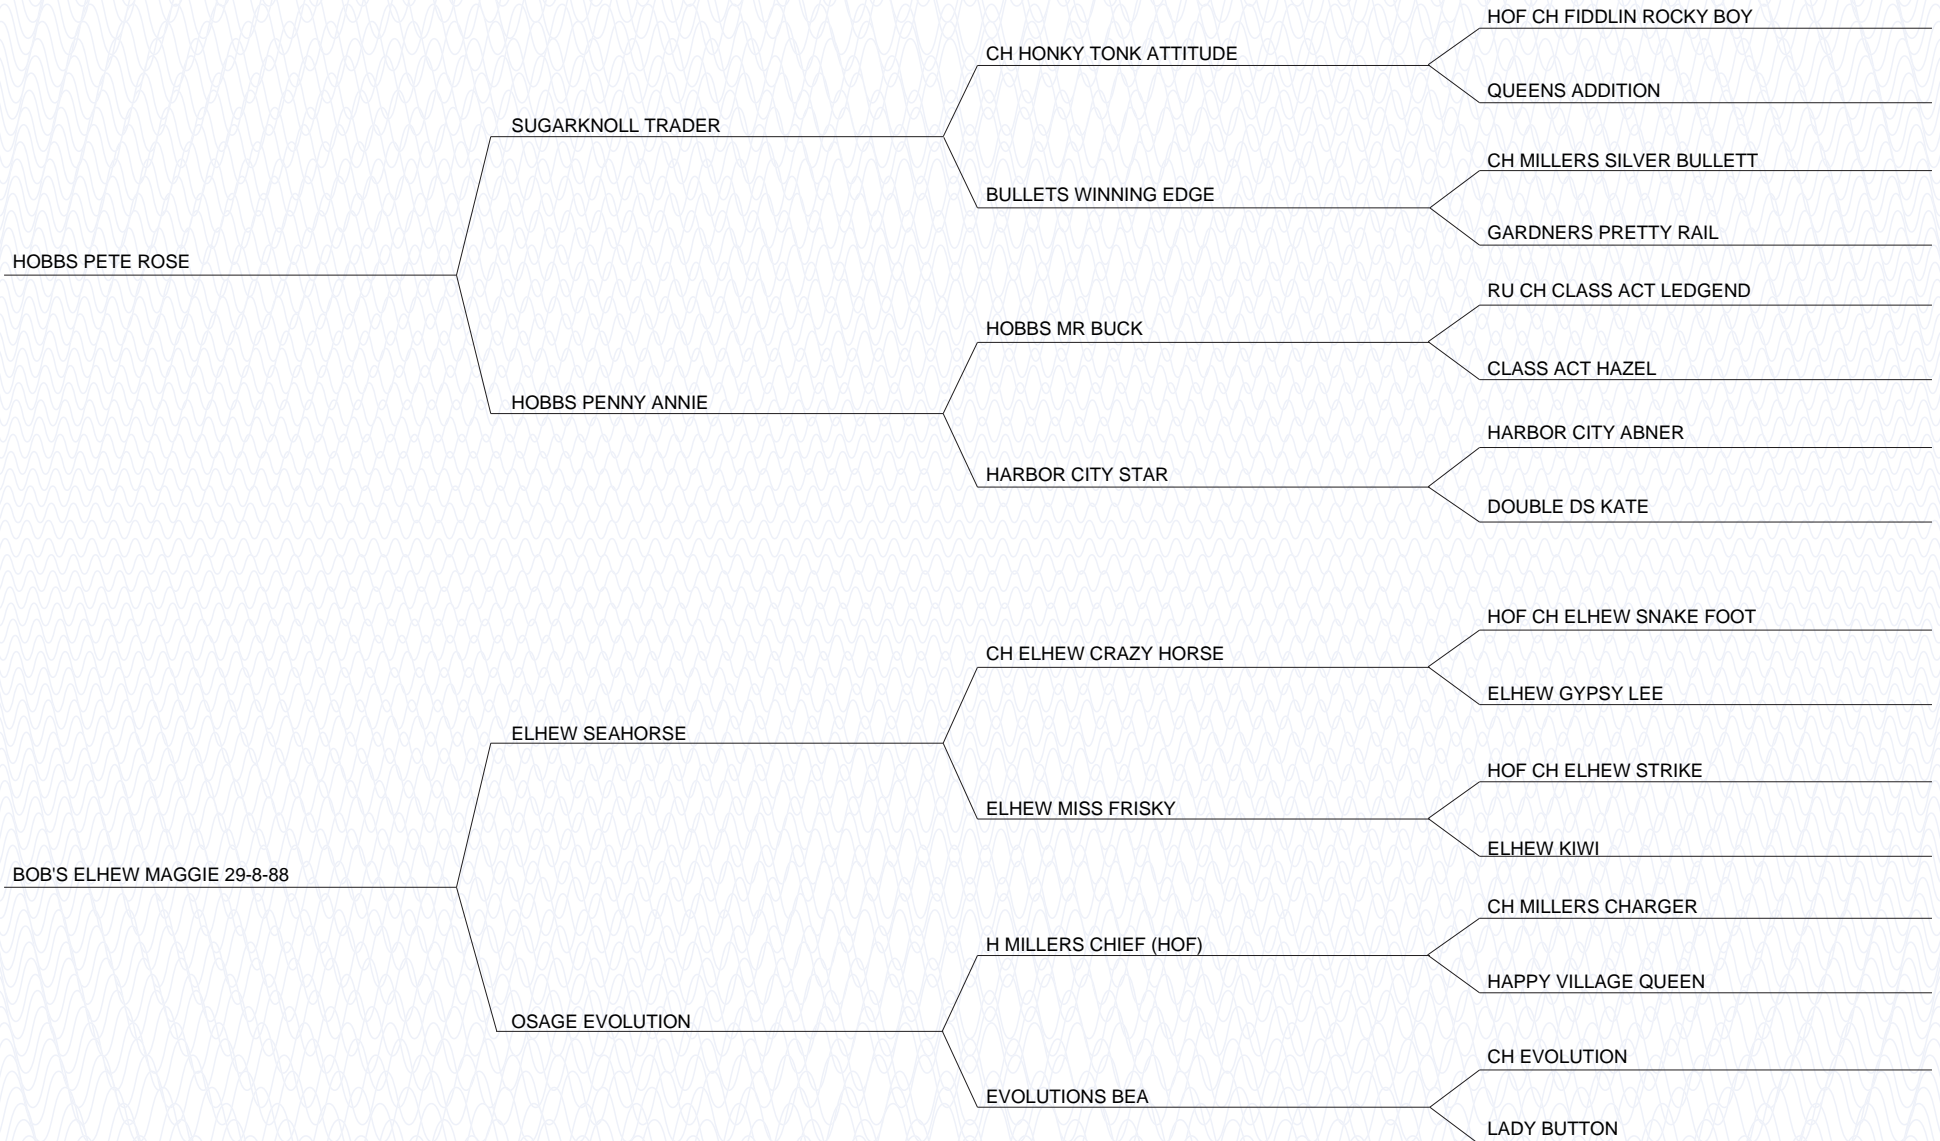 HOF CH FIDDLIN ROCKY BOY
CH HONKY TONK ATTITUDE
QUEENS ADDITION
SUGARKNOLL TRADER
CH MILLERS SILVER BULLETT
BULLETS WINNING EDGE
GARDNERS PRETTY RAIL
HOBBS PETE ROSE
RU CH CLASS ACT LEDGEND
HOBBS MR BUCK
CLASS ACT HAZEL
HOBBS PENNY ANNIE
HARBOR CITY ABNER
HARBOR CITY STAR
DOUBLE DS KATE
HOF CH ELHEW SNAKE FOOT
CH ELHEW CRAZY HORSE
ELHEW GYPSY LEE
ELHEW SEAHORSE
HOF CH ELHEW STRIKE
ELHEW MISS FRISKY
ELHEW KIWI
BOB'S ELHEW MAGGIE 29-8-88
CH MILLERS CHARGER
H MILLERS CHIEF (HOF)
HAPPY VILLAGE QUEEN
OSAGE EVOLUTION
CH EVOLUTION
EVOLUTIONS BEA
LADY BUTTON